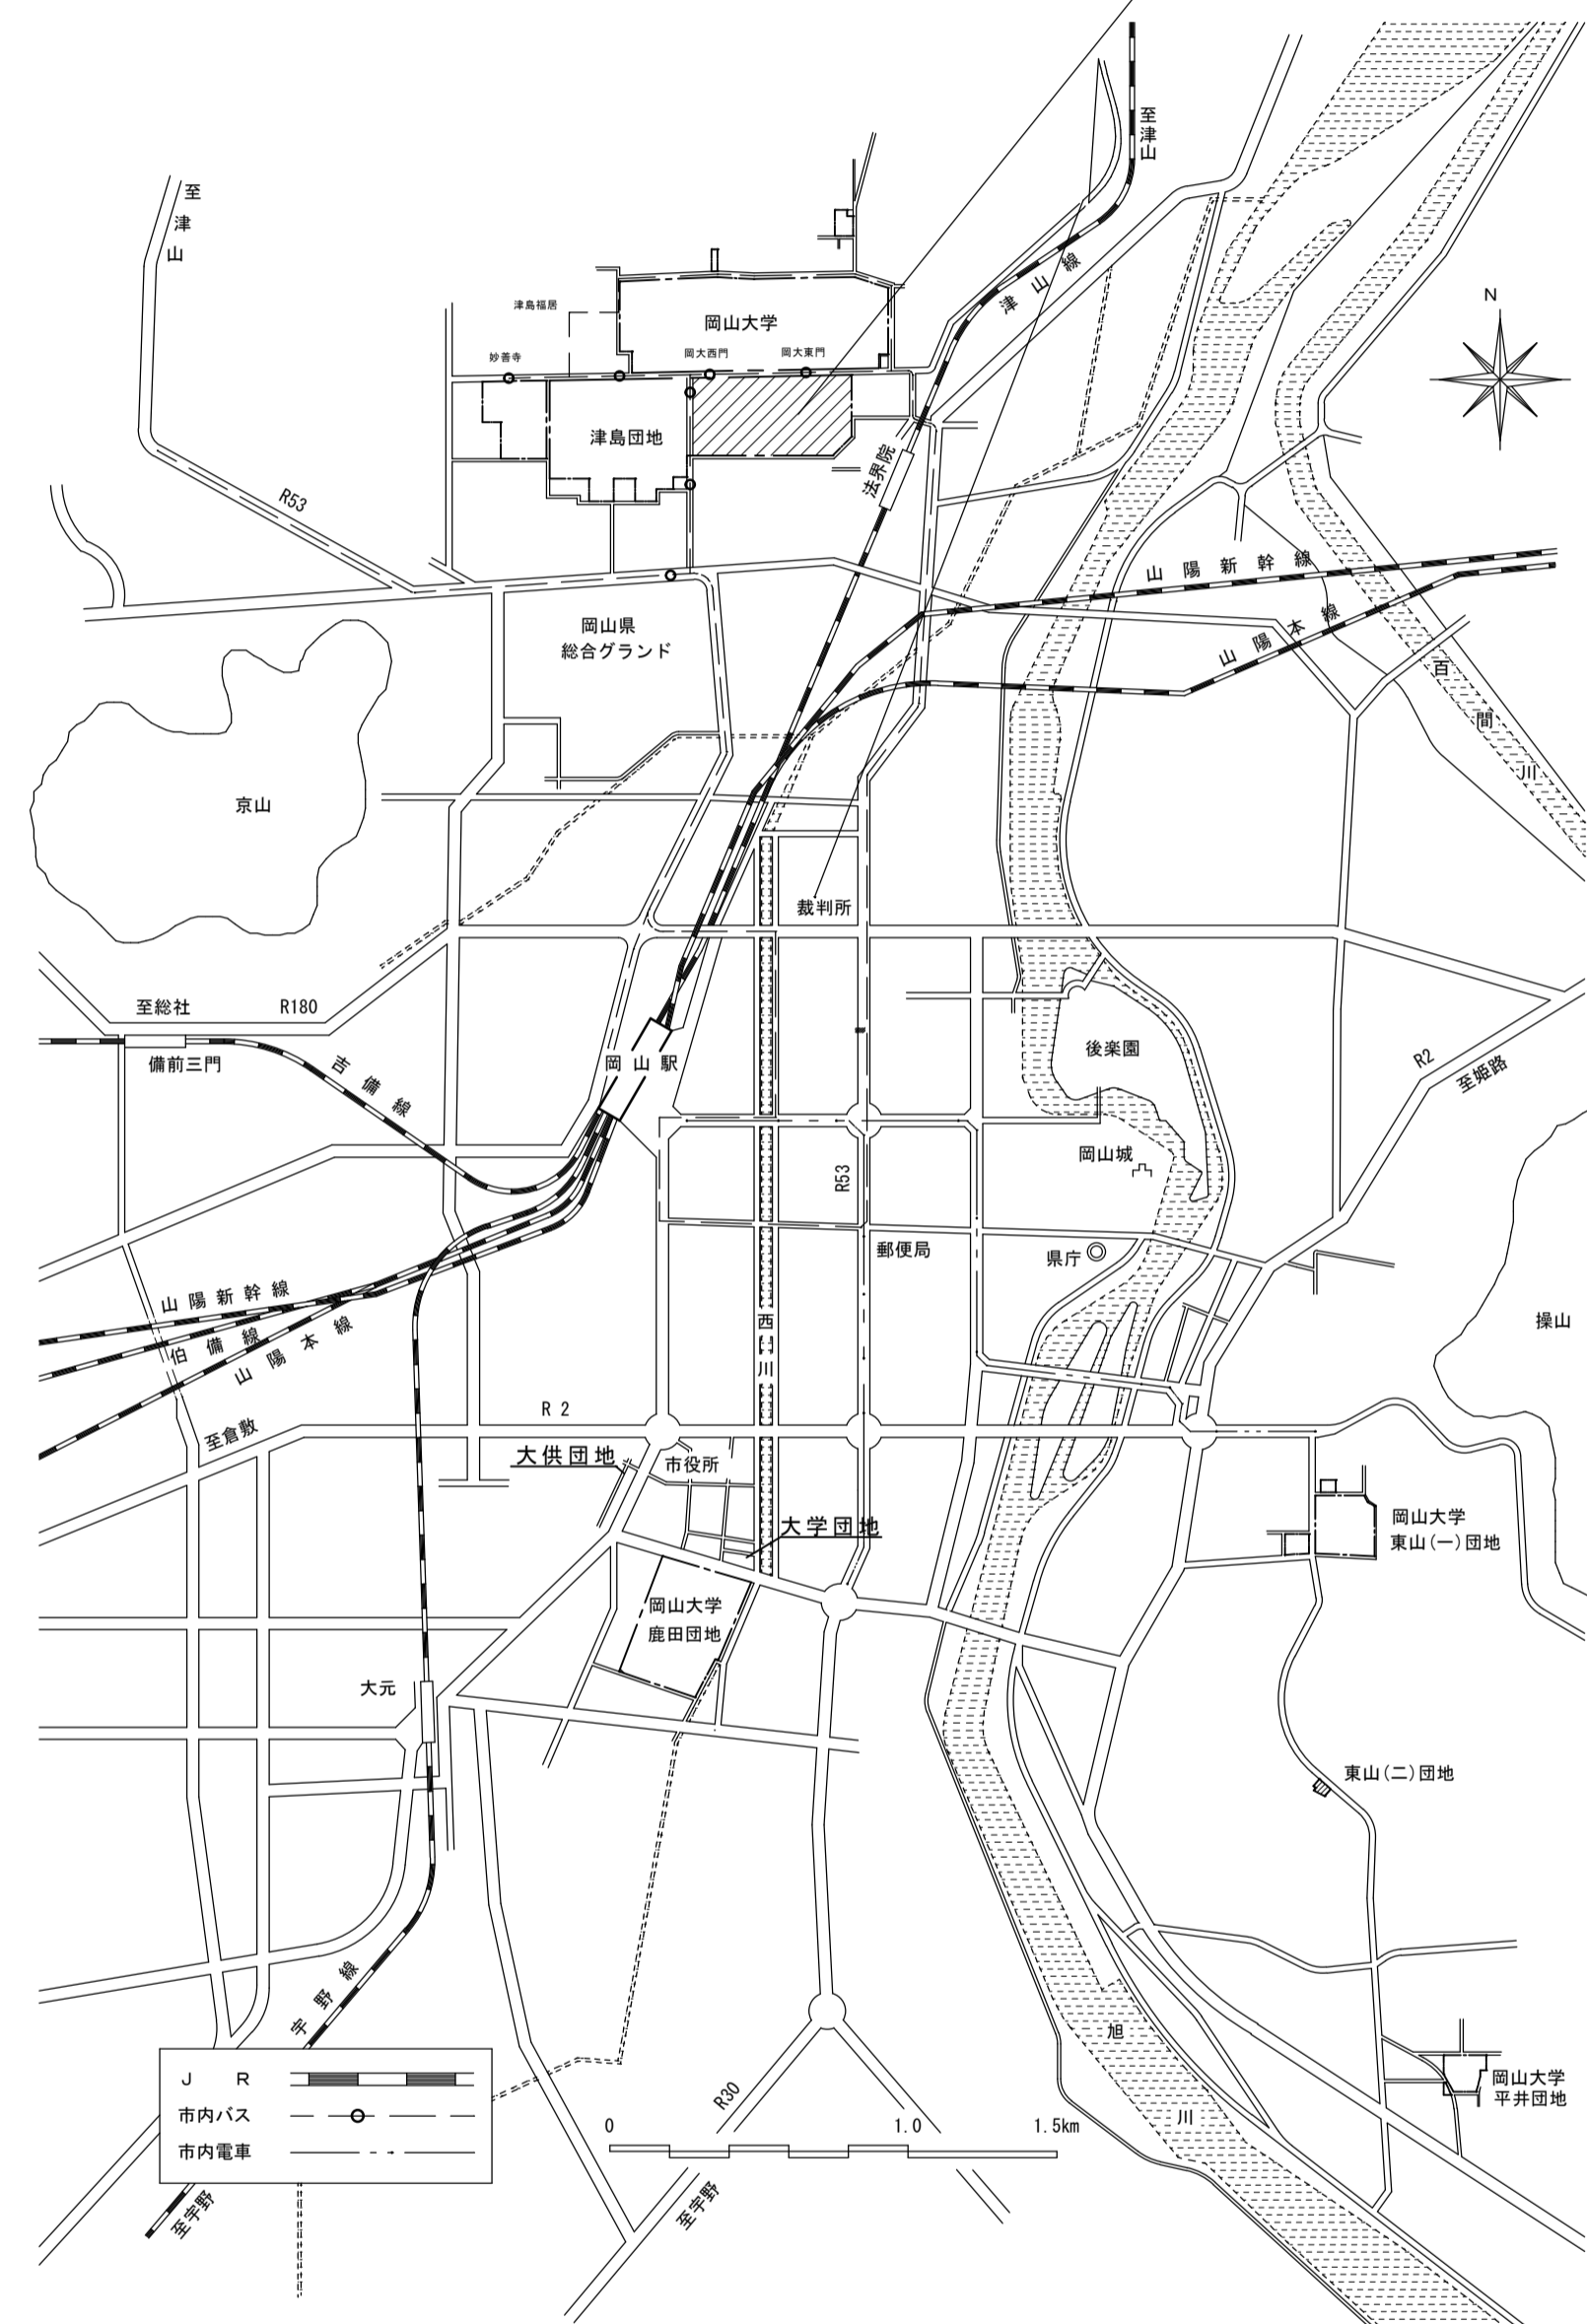 至津山
至津山
津山線
N
津島福居
岡山大学
妙善寺
岡大西門
岡大東門
津島団地
法界院
R53
山陽新幹線
山陽本線
岡山県
総合グランド
百間川
京山
裁判所
至総社
R180
備前三門
吉備線
岡山駅
後楽園
R2
至姫路
岡山城
R53
郵便局
県庁
山陽新幹線
伯備線
山陽本線
西川
操山
至倉敷
R 2
大供団地
市役所
大学団地
岡山大学
東山(一)団地
岡山大学
鹿田団地
大元
東山(二)団地
宇野線
旭川
岡山大学
平井団地
J R
市内バス
市内電車
R30
0 1.0 1.5km
至宇野
至宇野